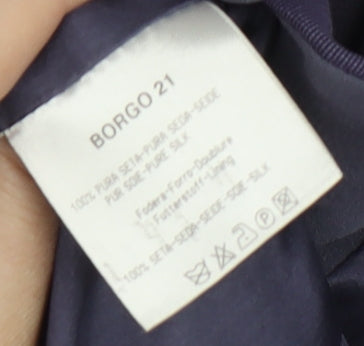 BORGO 21
100% PURA SETA-PURA SEDA-SEIDE
PUR SOIE-PURE SILK
Fodera-Forro-Doublure
Futterstoff-Lining
100% SETA-SEDA-SEIDE-SOIE-SILK
P